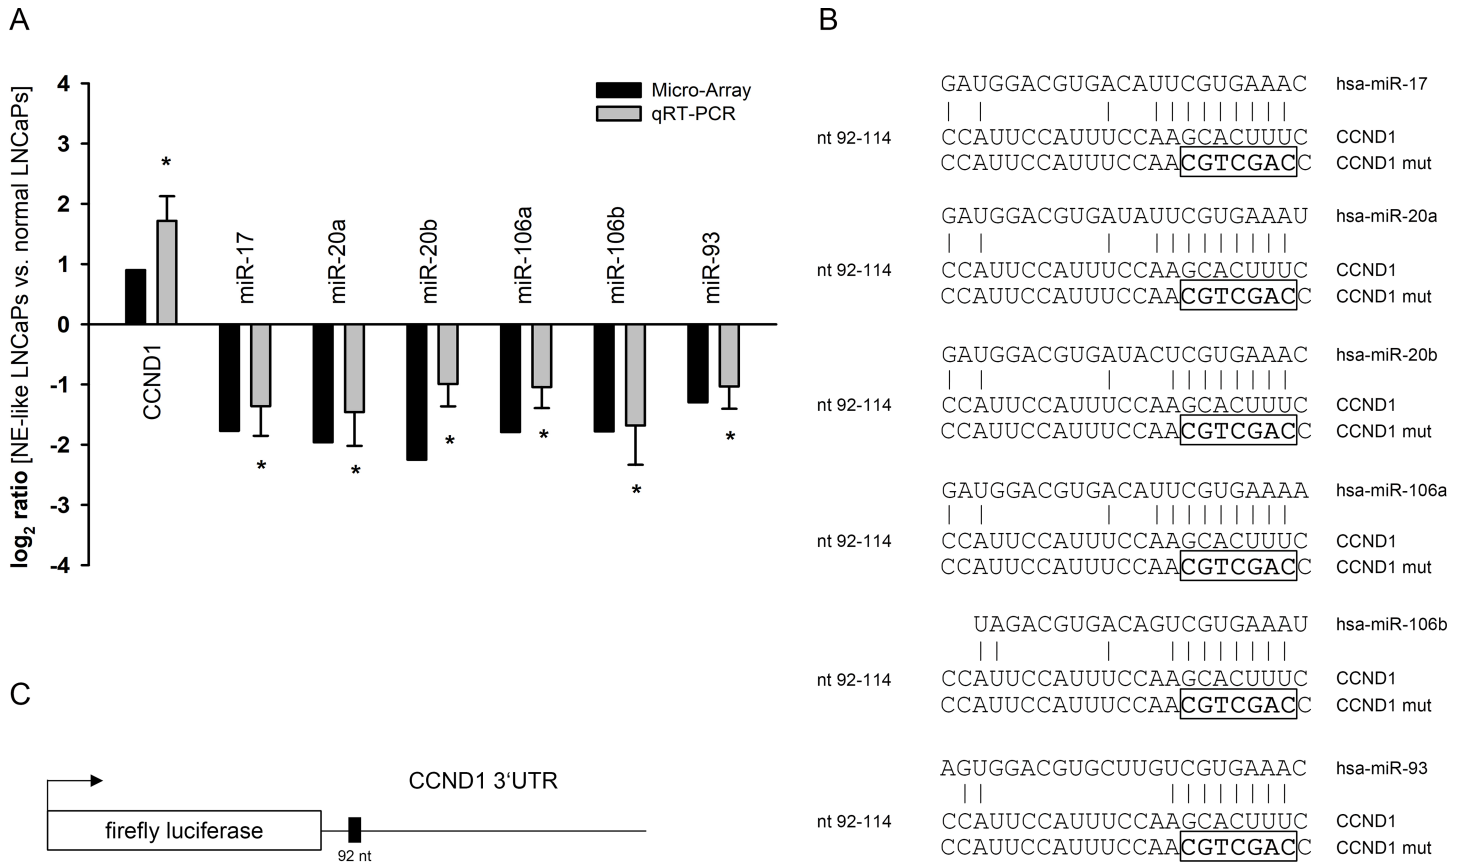 A
4
3
2
1
0
-1
-2
-3
-4
log2 ratio [NE-like LNCaPs vs. normal LNCaPs]
Micro-Array
qRT-PCR
*
CCND1
miR-17
miR-20a
miR-20b
miR-106a
miR-106b
miR-93
*
*
*
*
*
*
B
GAUGGACGUGACAUUCGUGAAAC hsa-miR-17
nt 92-114 CCAUUCCAUUUCCAAGCACUUUC CCND1
CCAUUCCAUUUCCAACGTCGACC CCND1 mut
GAUGGACGUGAUAUUCGUGAAAU hsa-miR-20a
nt 92-114 CCAUUCCAUUUCCAAGCACUUUC CCND1
CCAUUCCAUUUCCAACGTCGACC CCND1 mut
GAUGGACGUGAUACUCGUGAAAC hsa-miR-20b
nt 92-114 CCAUUCCAUUUCCAAGCACUUUC CCND1
CCAUUCCAUUUCCAACGTCGACC CCND1 mut
GAUGGACGUGACAUUCGUGAAAA hsa-miR-106a
nt 92-114 CCAUUCCAUUUCCAAGCACUUUC CCND1
CCAUUCCAUUUCCAACGTCGACC CCND1 mut
UAGACGUGACAGUCGUGAAAU hsa-miR-106b
nt 92-114 CCAUUCCAUUUCCAAGCACUUUC CCND1
CCAUUCCAUUUCCAACGTCGACC CCND1 mut
AGUGGACGUGCUUGUCGUGAAAC hsa-miR-93
nt 92-114 CCAUUCCAUUUCCAAGCACUUUC CCND1
CCAUUCCAUUUCCAACGTCGACC CCND1 mut
C
CCND1 3‘UTR
firefly luciferase
92 nt